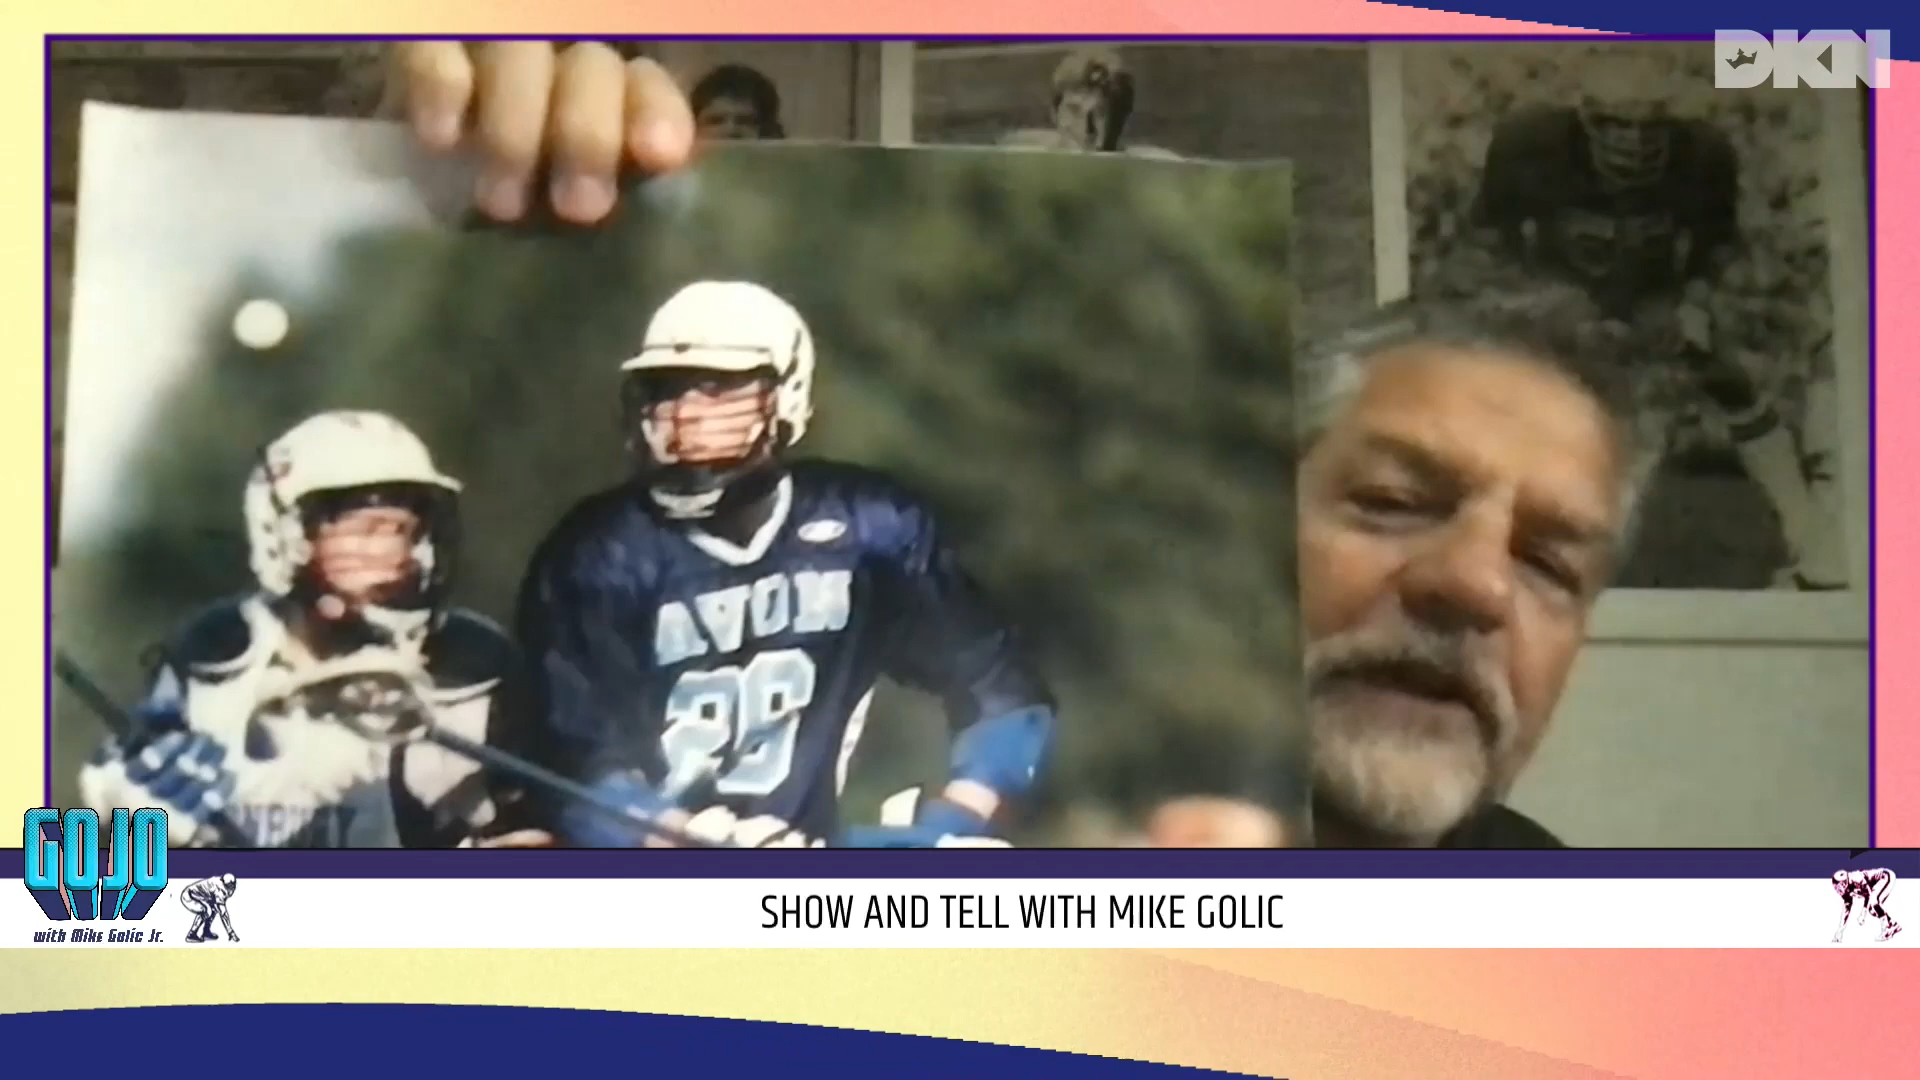 DKN
AVON
26
GOJO
with Mike Golic Jr.
SHOW AND TELL WITH MIKE GOLIC